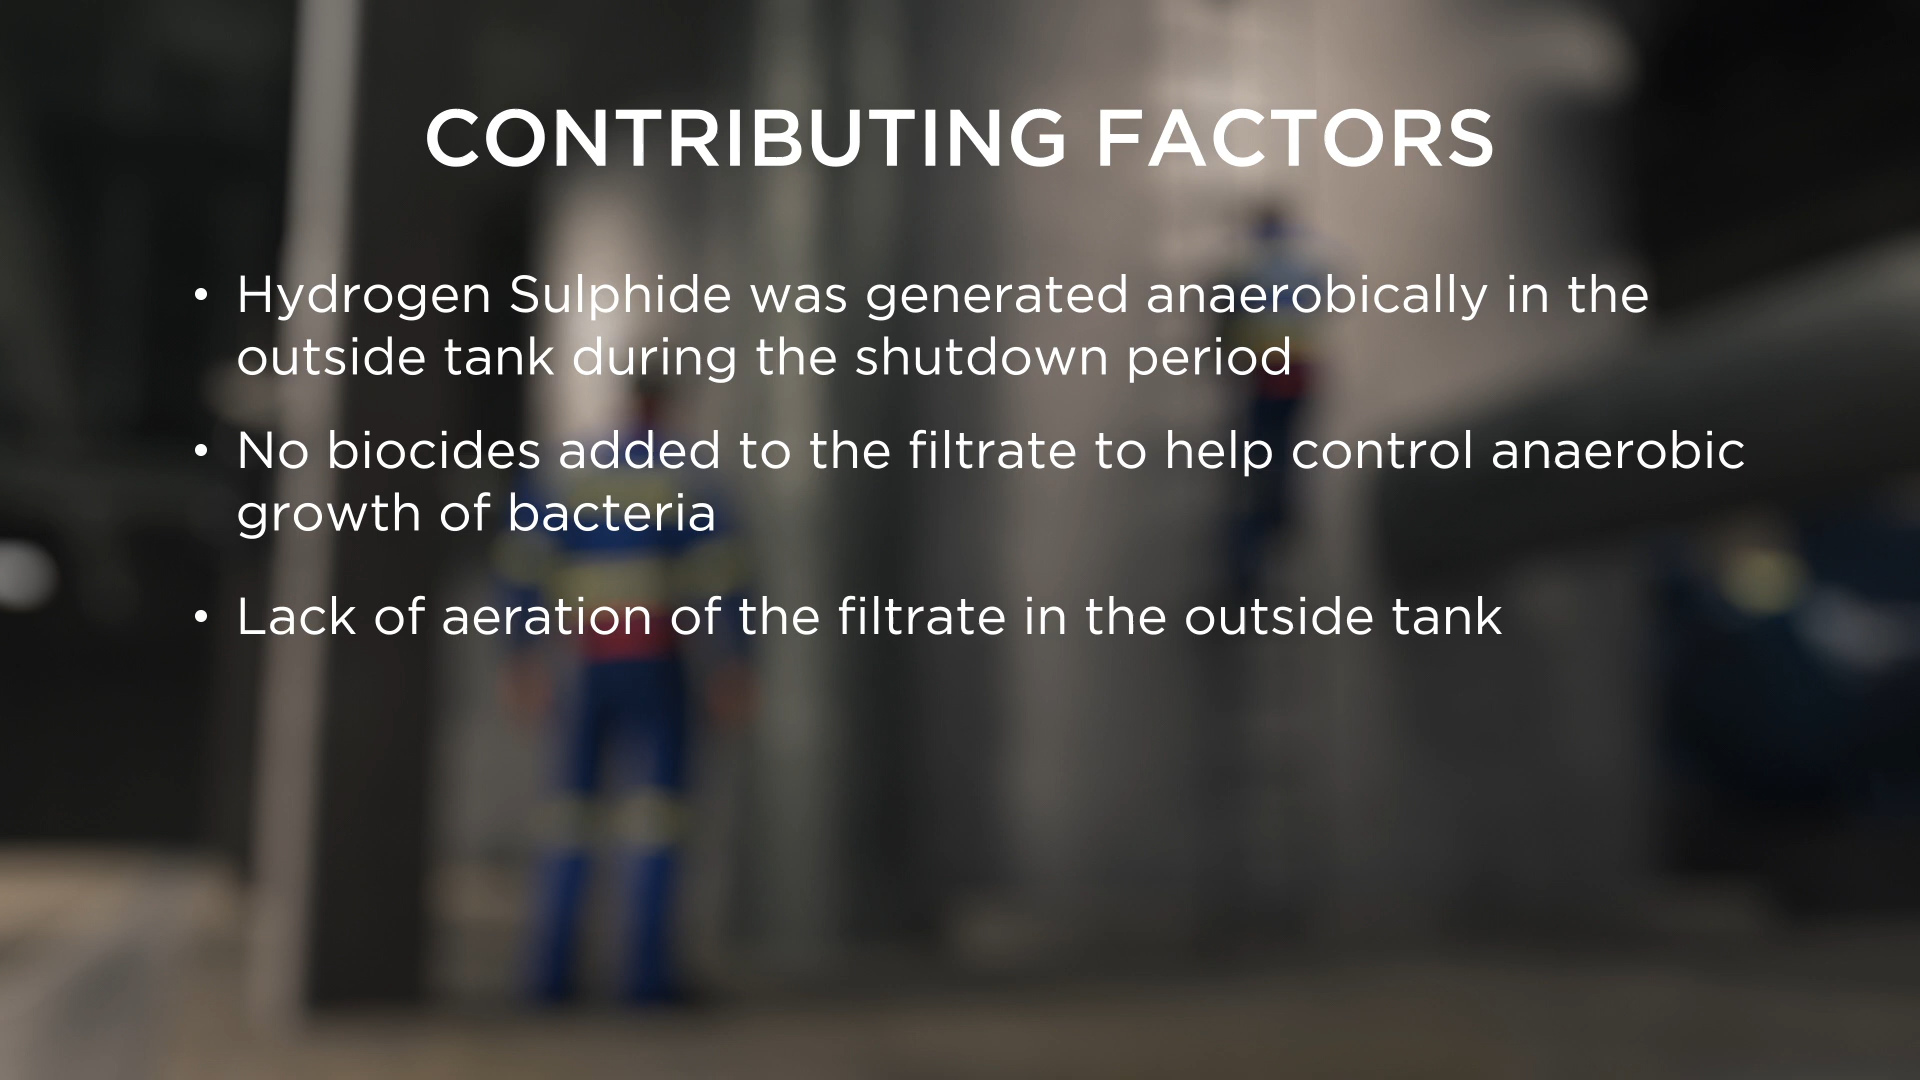 CONTRIBUTING FACTORS
• Hydrogen Sulphide was generated anaerobically in the
outside tank during the shutdown period
• No biocides added to the filtrate to help control anaerobic
growth of bacteria
• Lack of aeration of the filtrate in the outside tank